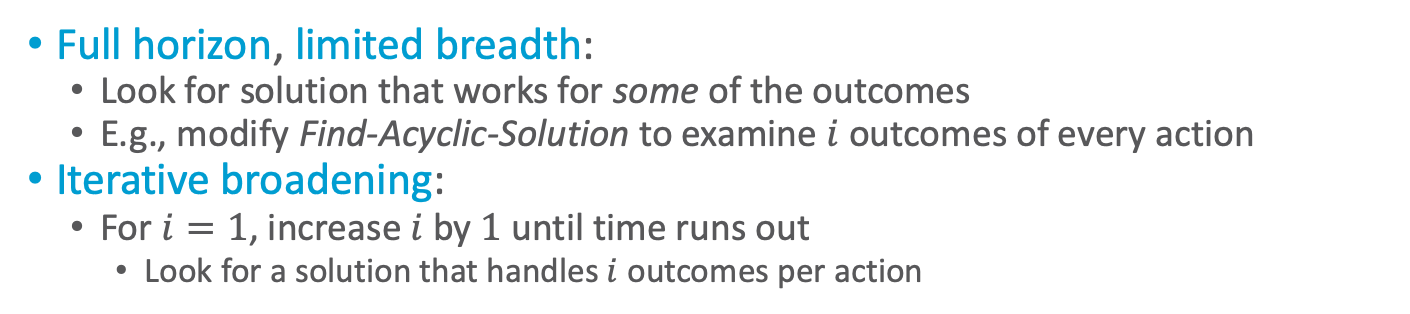 • Full horizon, limited breadth:
• Look for solution that works for some of the outcomes
• E.g., modify Find-Acyclic-Solution to examine i outcomes of every action
• Iterative broadening:
• For i = 1, increase i by 1 until time runs out
• Look for a solution that handles i outcomes per action